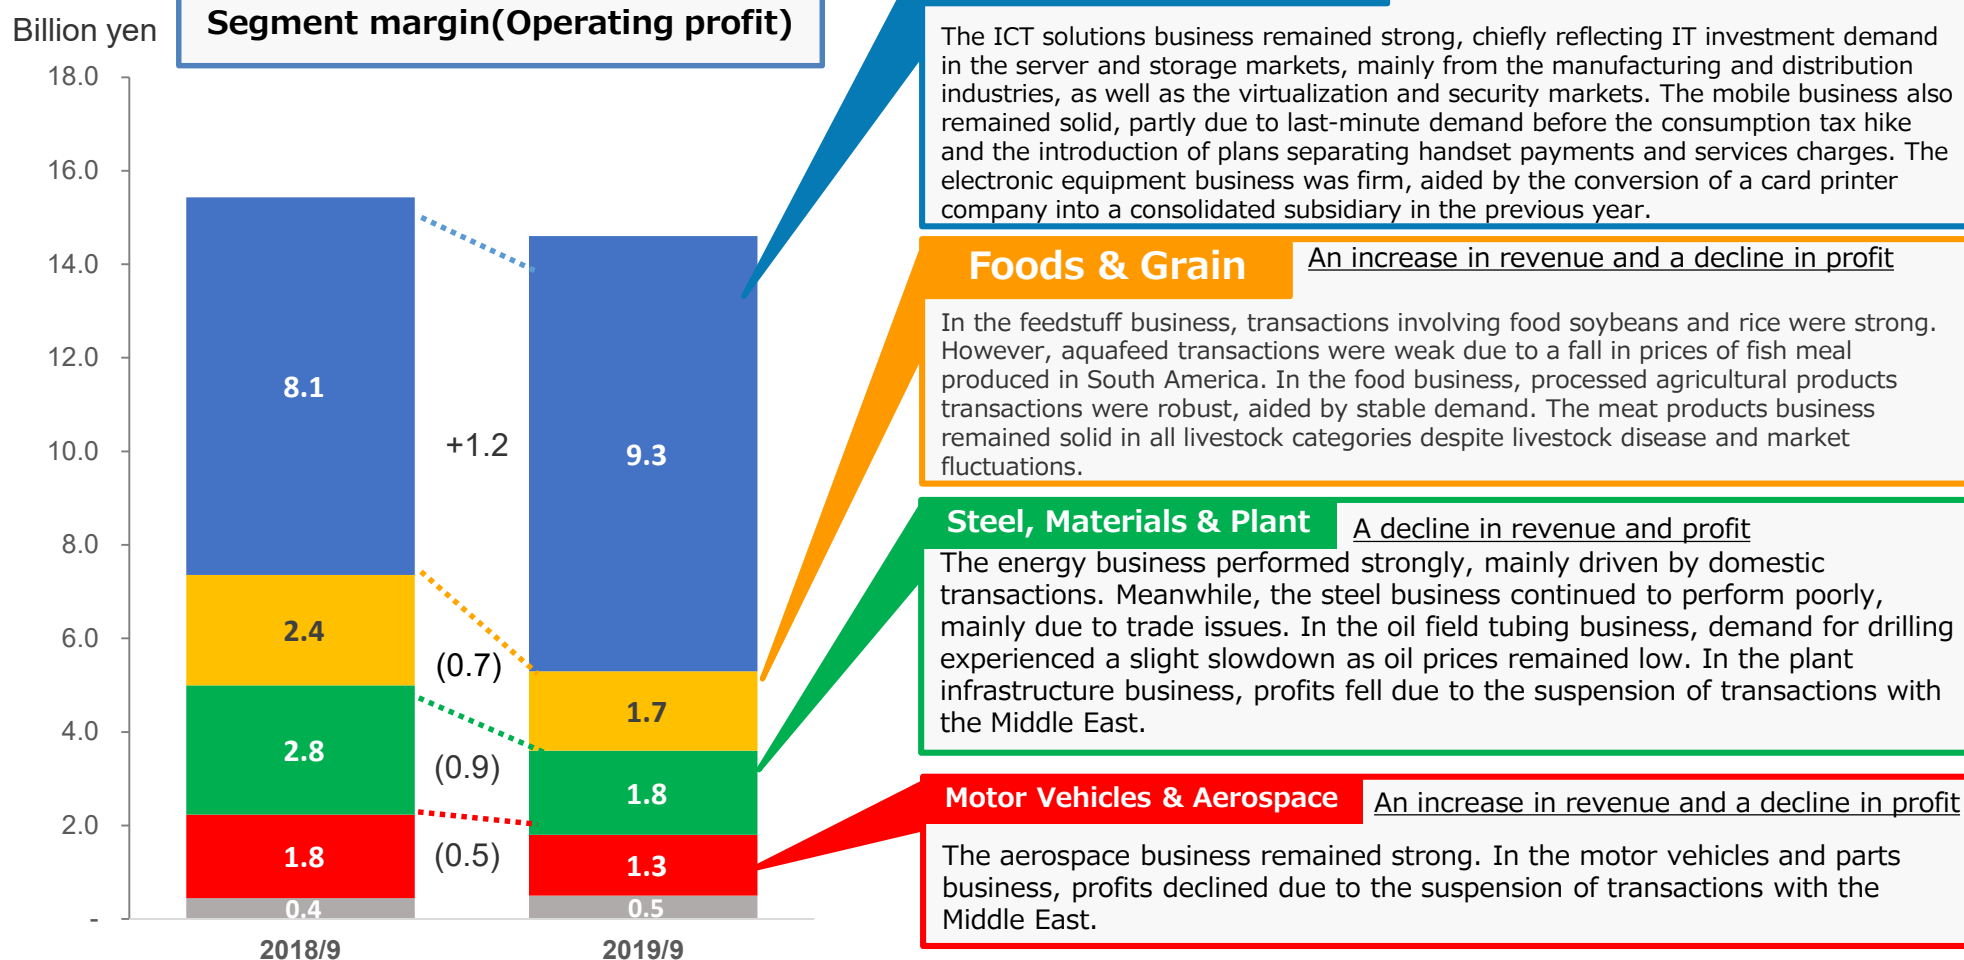 Billion yen
Segment margin(Operating profit)
18.0
16.0
14.0
12.0
10.0
8.0
6.0
4.0
2.0
-
8.1
2.4
2.8
1.8
0.4
+1.2
(0.7)
(0.9)
(0.5)
9.3
1.7
1.8
1.3
0.5
2018/9
2019/9
The ICT solutions business remained strong, chiefly reflecting IT investment demand
in the server and storage markets, mainly from the manufacturing and distribution
industries, as well as the virtualization and security markets. The mobile business also
remained solid, partly due to last-minute demand before the consumption tax hike
and the introduction of plans separating handset payments and services charges. The
electronic equipment business was firm, aided by the conversion of a card printer
company into a consolidated subsidiary in the previous year.
Foods & Grain
An increase in revenue and a decline in profit
In the feedstuff business, transactions involving food soybeans and rice were strong.
However, aquafeed transactions were weak due to a fall in prices of fish meal
produced in South America. In the food business, processed agricultural products
transactions were robust, aided by stable demand. The meat products business
remained solid in all livestock categories despite livestock disease and market
fluctuations.
Steel, Materials & Plant
A decline in revenue and profit
The energy business performed strongly, mainly driven by domestic
transactions. Meanwhile, the steel business continued to perform poorly,
mainly due to trade issues. In the oil field tubing business, demand for drilling
experienced a slight slowdown as oil prices remained low. In the plant
infrastructure business, profits fell due to the suspension of transactions with
the Middle East.
Motor Vehicles & Aerospace
An increase in revenue and a decline in profit
The aerospace business remained strong. In the motor vehicles and parts
business, profits declined due to the suspension of transactions with the
Middle East.